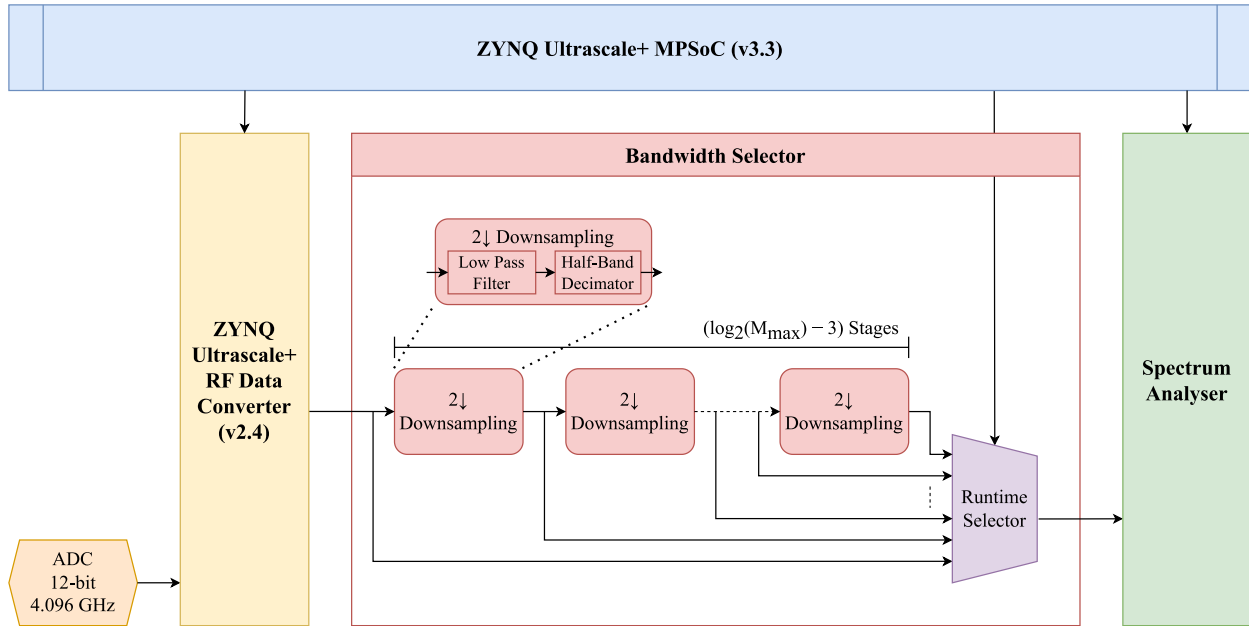 ZYNQ Ultrascale+ MPSoC (v3.3)
Bandwidth Selector
2↓ Downsampling
Low Pass
Filter
Half-Band
Decimator
(log₂(Mmax) − 3) Stages
ZYNQ
Ultrascale+
RF Data
Converter
(v2.4)
2↓
Downsampling
2↓
Downsampling
2↓
Downsampling
Runtime
Selector
Spectrum
Analyser
ADC
12-bit
4.096 GHz